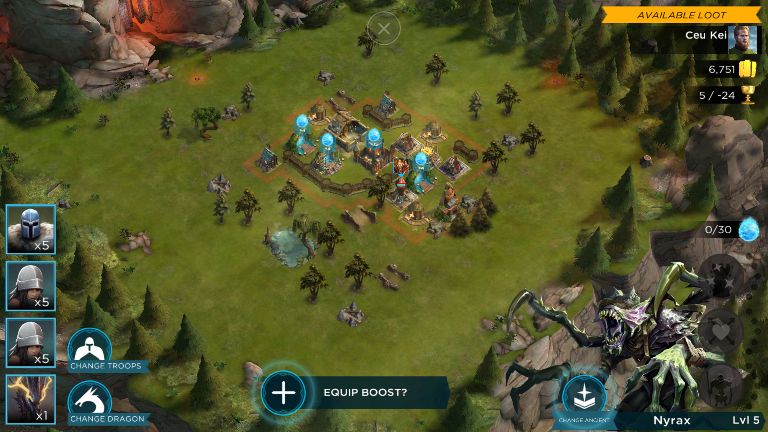 AVAILABLE LOOT
Ceu Kei
6,751
5 / -24
0/30
x5
x5
x5
x1
CHANGE TROOPS
CHANGE DRAGON
EQUIP BOOST?
CHANGE ANCIENT
Nyrax Lvl 5